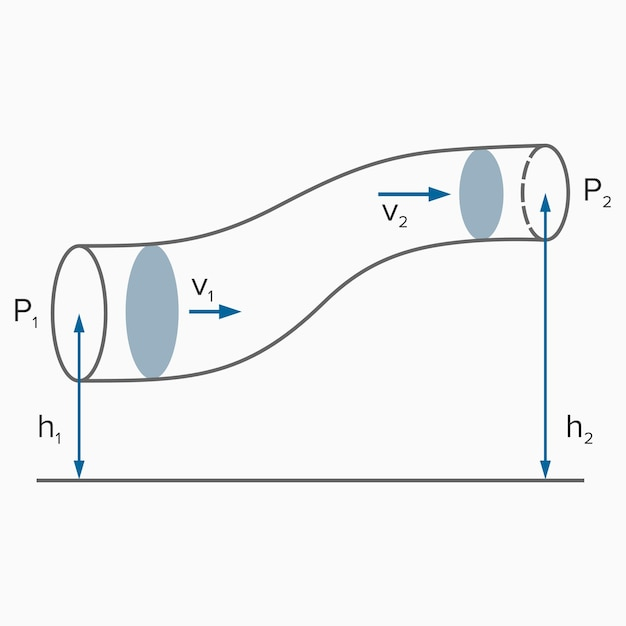 P₂
v₂
v₁
P₁
h₁
h₂